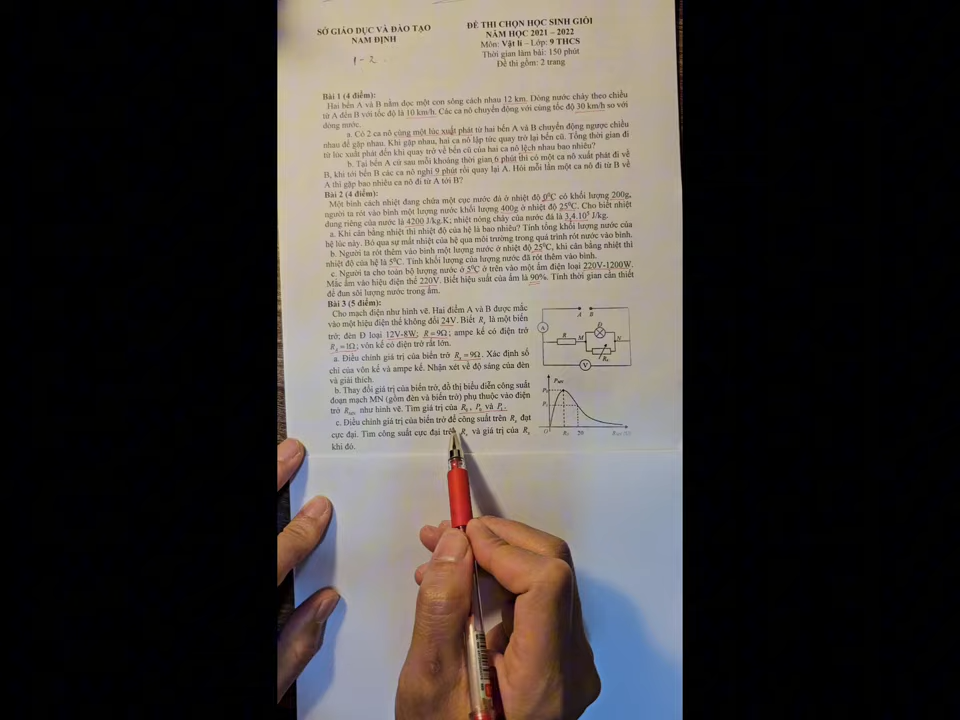 SỞ GIÁO DỤC VÀ ĐÀO TẠO
NAM ĐỊNH
1-2
ĐỀ THI CHỌN HỌC SINH GIỎI
NĂM HỌC 2021 – 2022
Môn: Vật lí – Lớp: 9 THCS
Thời gian làm bài: 150 phút
Đề thi gồm: 2 trang
Bài 1 (4 điểm):
Hai bến A và B nằm dọc một con sông cách nhau 12 km. Dòng nước chảy theo chiều
từ A đến B với tốc độ là 10 km/h. Các ca nô chuyển động với cùng tốc độ 30 km/h so với
dòng nước.
a. Có 2 ca nô cùng một lúc xuất phát từ hai bến A và B chuyển động ngược chiều
nhau để gặp nhau. Khi gặp nhau, hai ca nô lập tức quay trở lại bến cũ. Tổng thời gian đi
từ lúc xuất phát đến khi quay trở về bến cũ của hai ca nô lệch nhau bao nhiêu?
b. Tại bến A cứ sau mỗi khoảng thời gian 6 phút thì có một ca nô xuất phát đi về
B, khi tới bến B các ca nô nghỉ 9 phút rồi quay lại A. Hỏi mỗi lần một ca nô đi từ B về
A thì gặp bao nhiêu ca nô đi từ A tới B?
Bài 2 (4 điểm):
Một bình cách nhiệt đang chứa một cục nước đá ở nhiệt độ 0⁰C có khối lượng 200g,
người ta rót vào bình một lượng nước khối lượng 400g ở nhiệt độ 25⁰C. Cho biết nhiệt
dung riêng của nước là 4200 J/kg.K; nhiệt nóng chảy của nước đá là 3,4.10⁵ J/kg.
a. Khi cân bằng nhiệt thì nhiệt độ của hệ là bao nhiêu? Tính tổng khối lượng nước của
hệ lúc này. Bỏ qua sự mất nhiệt của hệ qua môi trường trong quá trình rót nước vào bình.
b. Người ta rót thêm vào bình một lượng nước ở nhiệt độ 25⁰C, khi cân bằng nhiệt thì
nhiệt độ của hệ là 5⁰C. Tính khối lượng của lượng nước đã rót thêm vào bình.
c. Người ta cho toàn bộ lượng nước ở 5⁰C ở trên vào một ấm điện loại 220V-1200W.
Mắc ấm vào hiệu điện thế 220V. Biết hiệu suất của ấm là 90%. Tính thời gian cần thiết
để đun sôi lượng nước trong ấm.
Bài 3 (5 điểm):
Cho mạch điện như hình vẽ. Hai điểm A và B được mắc
vào một hiệu điện thế không đổi 24V. Biết Rₓ là một biến
trở; đèn Đ loại 12V-8W; R = 9Ω; ampe kế có điện trở
= 1Ω; vôn kế có điện trở rất lớn.
a. Điều chỉnh giá trị của biến trở Rₓ = 9Ω. Xác định số
chỉ của vôn kế và ampe kế. Nhận xét về độ sáng của đèn
và giải thích.
b. Thay đổi giá trị của biến trở, đồ thị biểu diễn công suất
đoạn mạch MN (gồm đèn và biến trở) phụ thuộc vào điện
trở như hình vẽ. Tìm giá trị của R₀, P₀ và P₁.
c. Điều chỉnh giá trị của biến trở để công suất trên Rₓ đạt
cực đại. Tìm công suất cực đại trên Rₓ và giá trị của Rₓ
khi đó.
A B
A
Đ
R M N
Rₓ
V
P₀
P₁
O R₀ 20